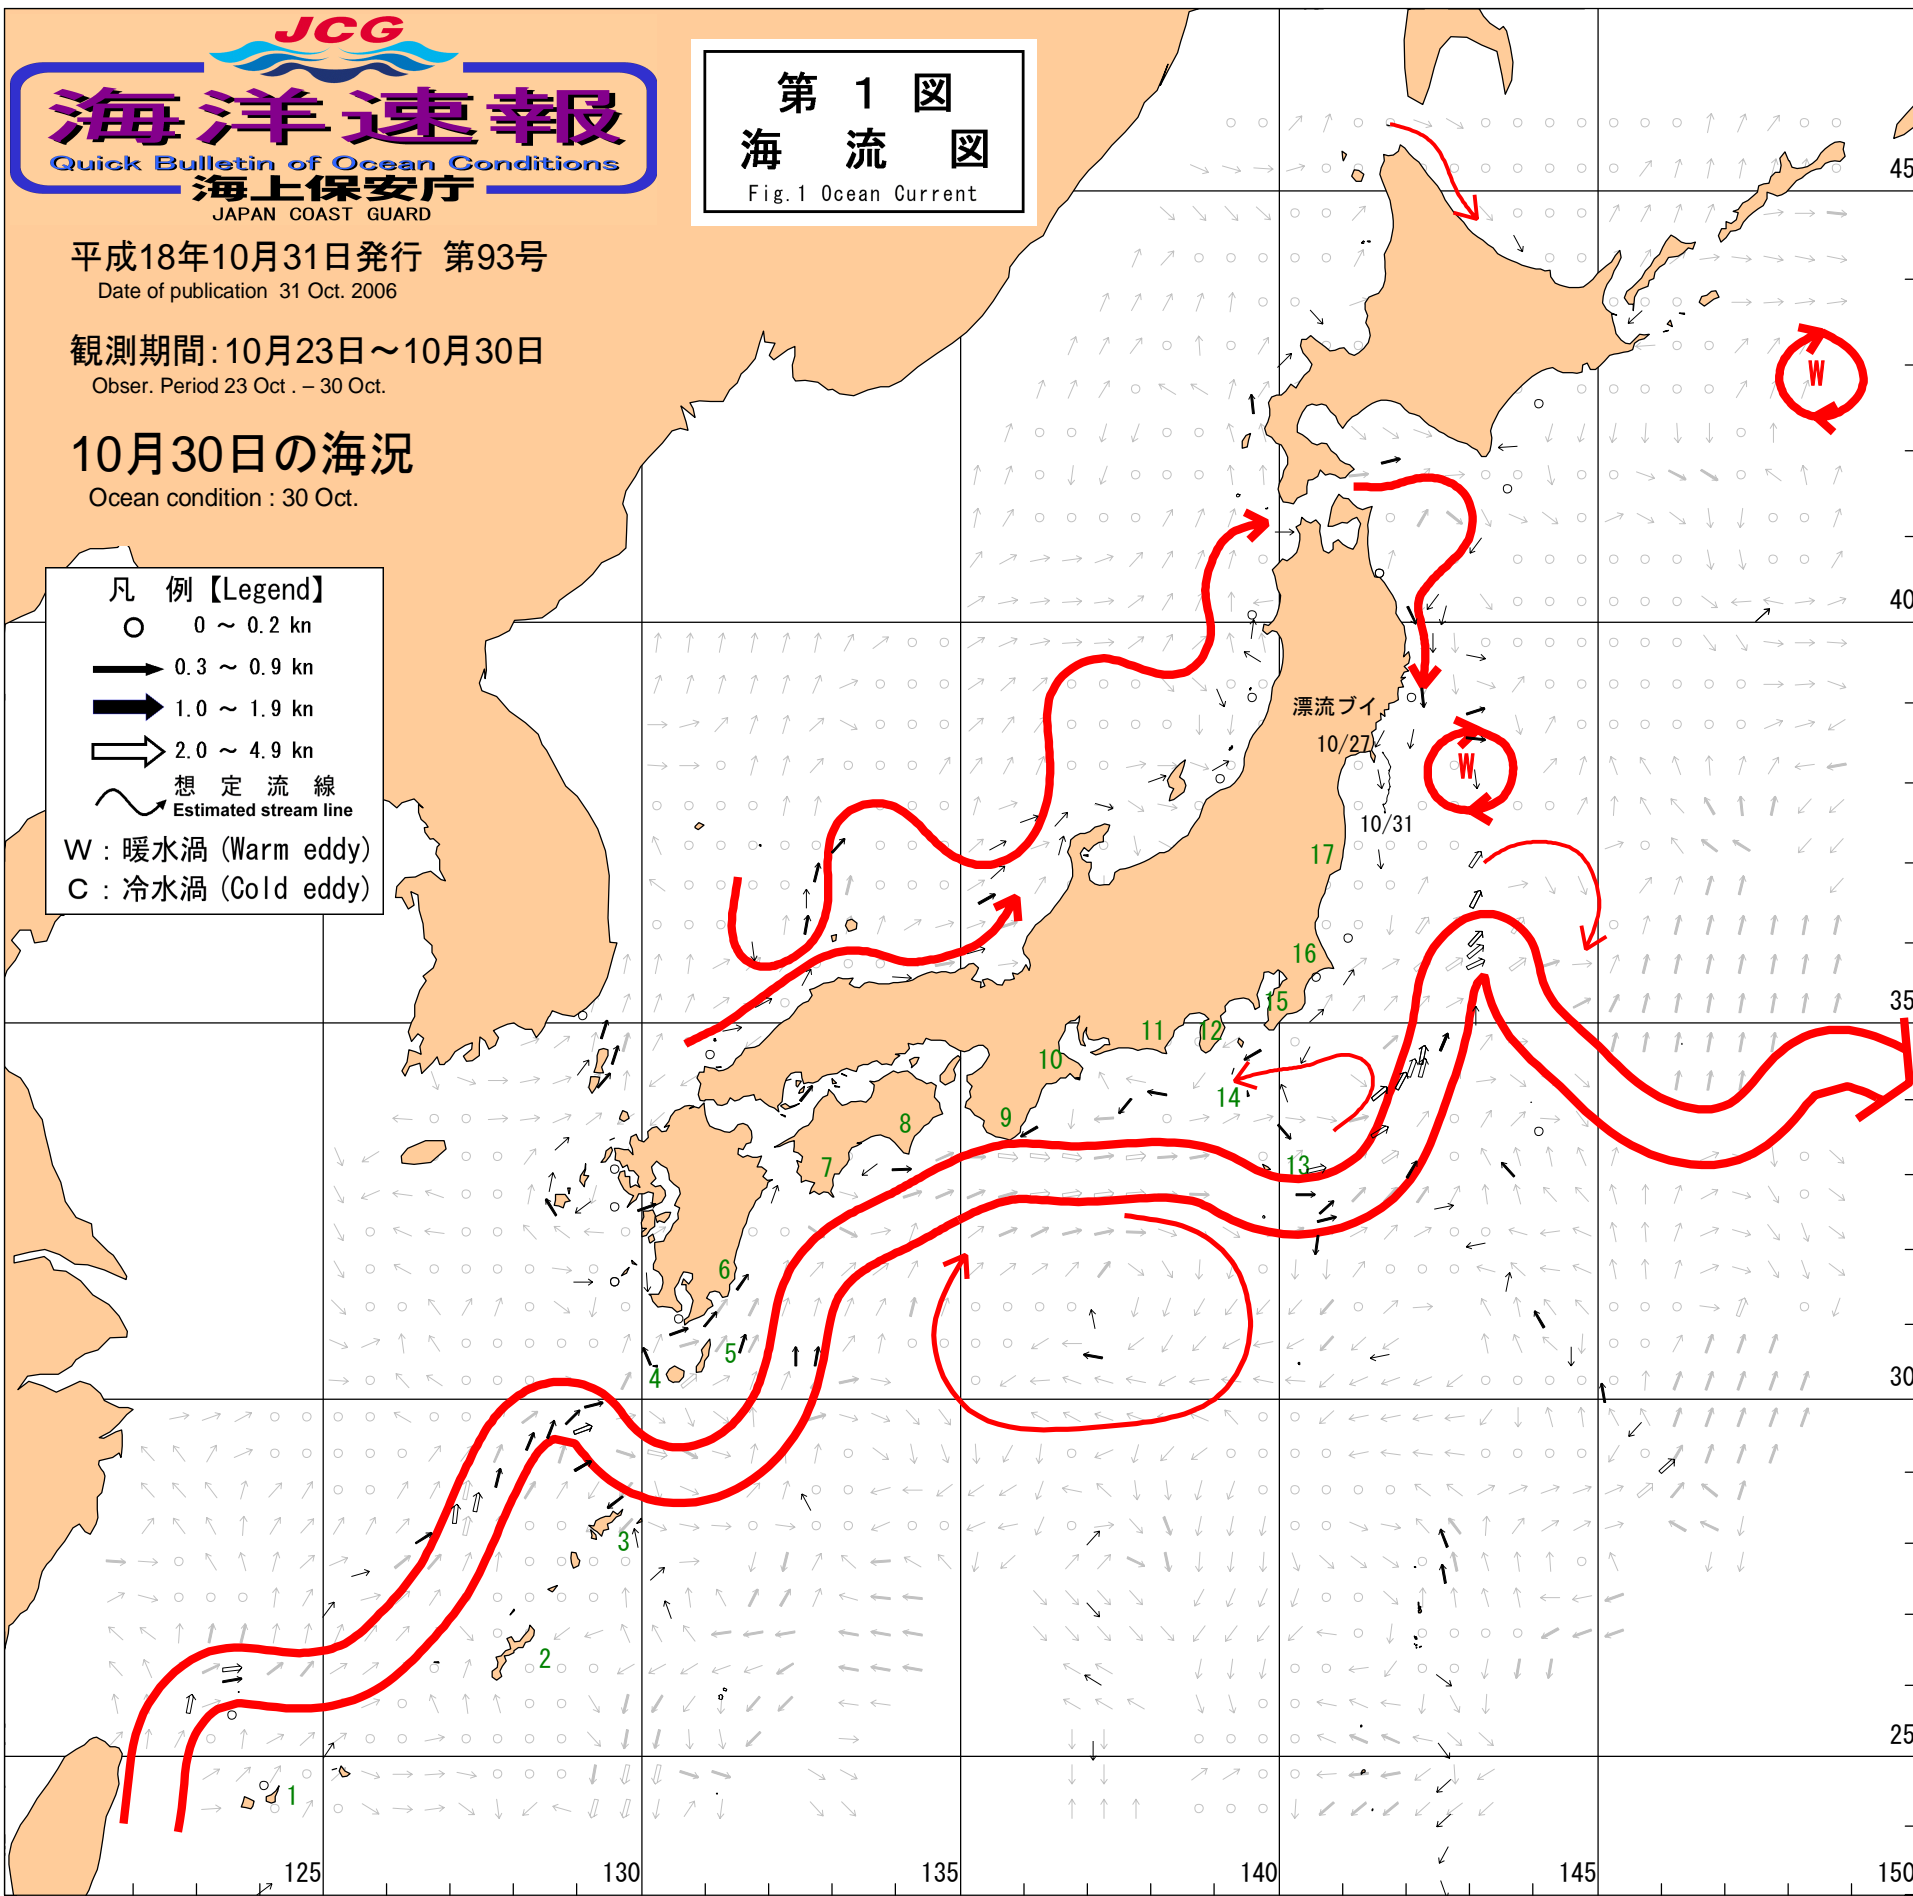 JCG
海洋速報
Quick Bulletin of Ocean Conditions
海上保安庁
JAPAN COAST GUARD
平成18年10月31日発行 第93号
Date of publication 31 Oct. 2006
観測期間:10月23日～10月30日
Obser. Period 23 Oct . – 30 Oct.
10月30日の海況
Ocean condition : 30 Oct.
第 1 図
海 流 図
Fig.1 Ocean Current
凡 例【Legend】
0 ～ 0.2 kn
0.3 ～ 0.9 kn
1.0 ～ 1.9 kn
2.0 ～ 4.9 kn
想 定 流 線
Estimated stream line
W : 暖水渦 (Warm eddy)
C : 冷水渦 (Cold eddy)
45
W
40
漂流ブイ
10/27
W
10/31
17
16
15
35
12
11
10
14
9
8
7
13
6
5
4
30
3
2
25
1
125
130
135
140
145
150